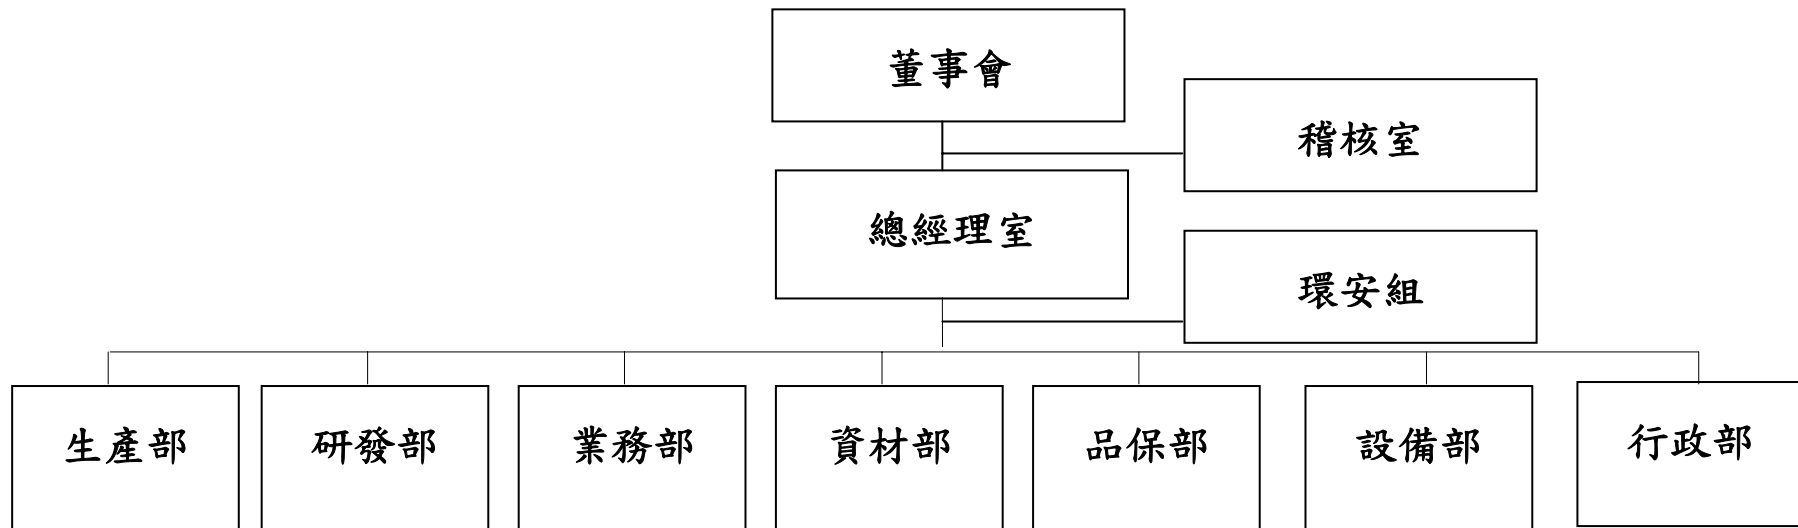 董事會
稽核室
總經理室
環安組
生產部
研發部
業務部
資材部
品保部
設備部
行政部